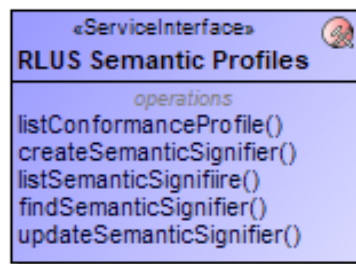 «ServiceInterface»
RLUS Semantic Profiles
operations
listConformanceProfile()
createSemanticSignifier()
listSemanticSignifiire()
findSemanticSignifier()
updateSemanticSignifier()